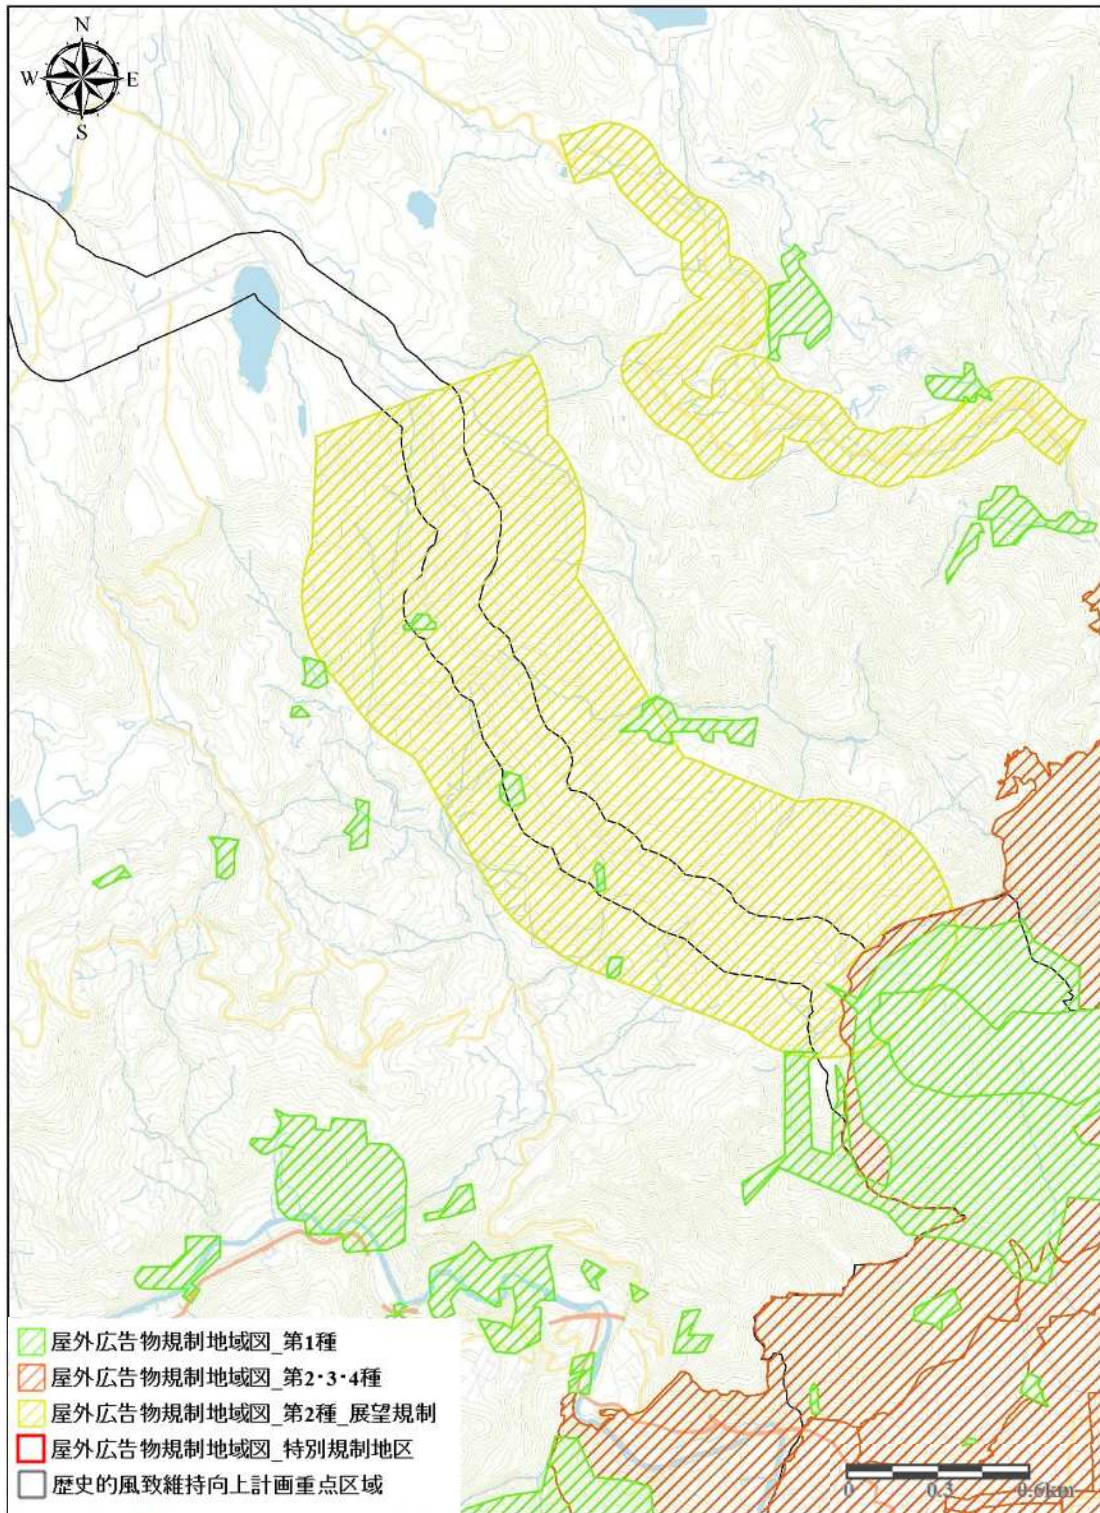 N
W E
S
屋外広告物規制地域図_第1種
屋外広告物規制地域図_第2・3・4種
屋外広告物規制地域図_第2種_展望規制
屋外広告物規制地域図_特別規制地区
歴史的風致維持向上計画重点区域
0 0.3 0.6km